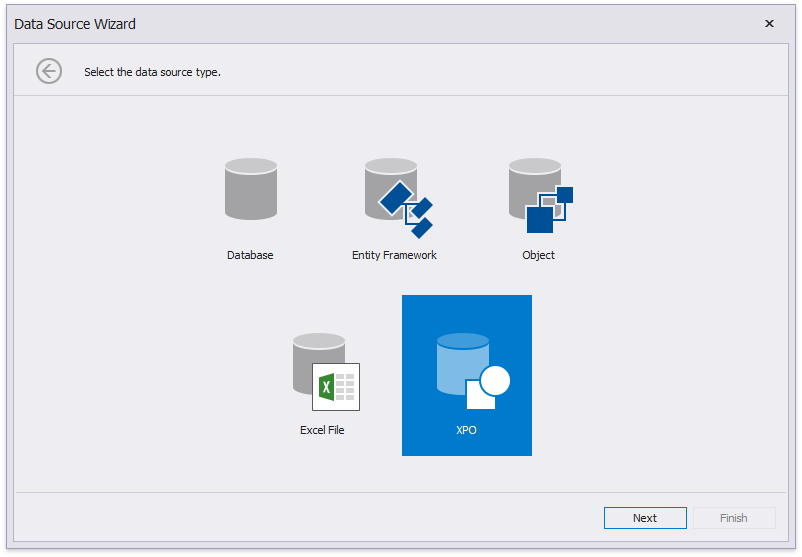 Data Source Wizard
Select the data source type.
Database
Entity Framework
Object
X
Excel File
XPO
Next
Finish